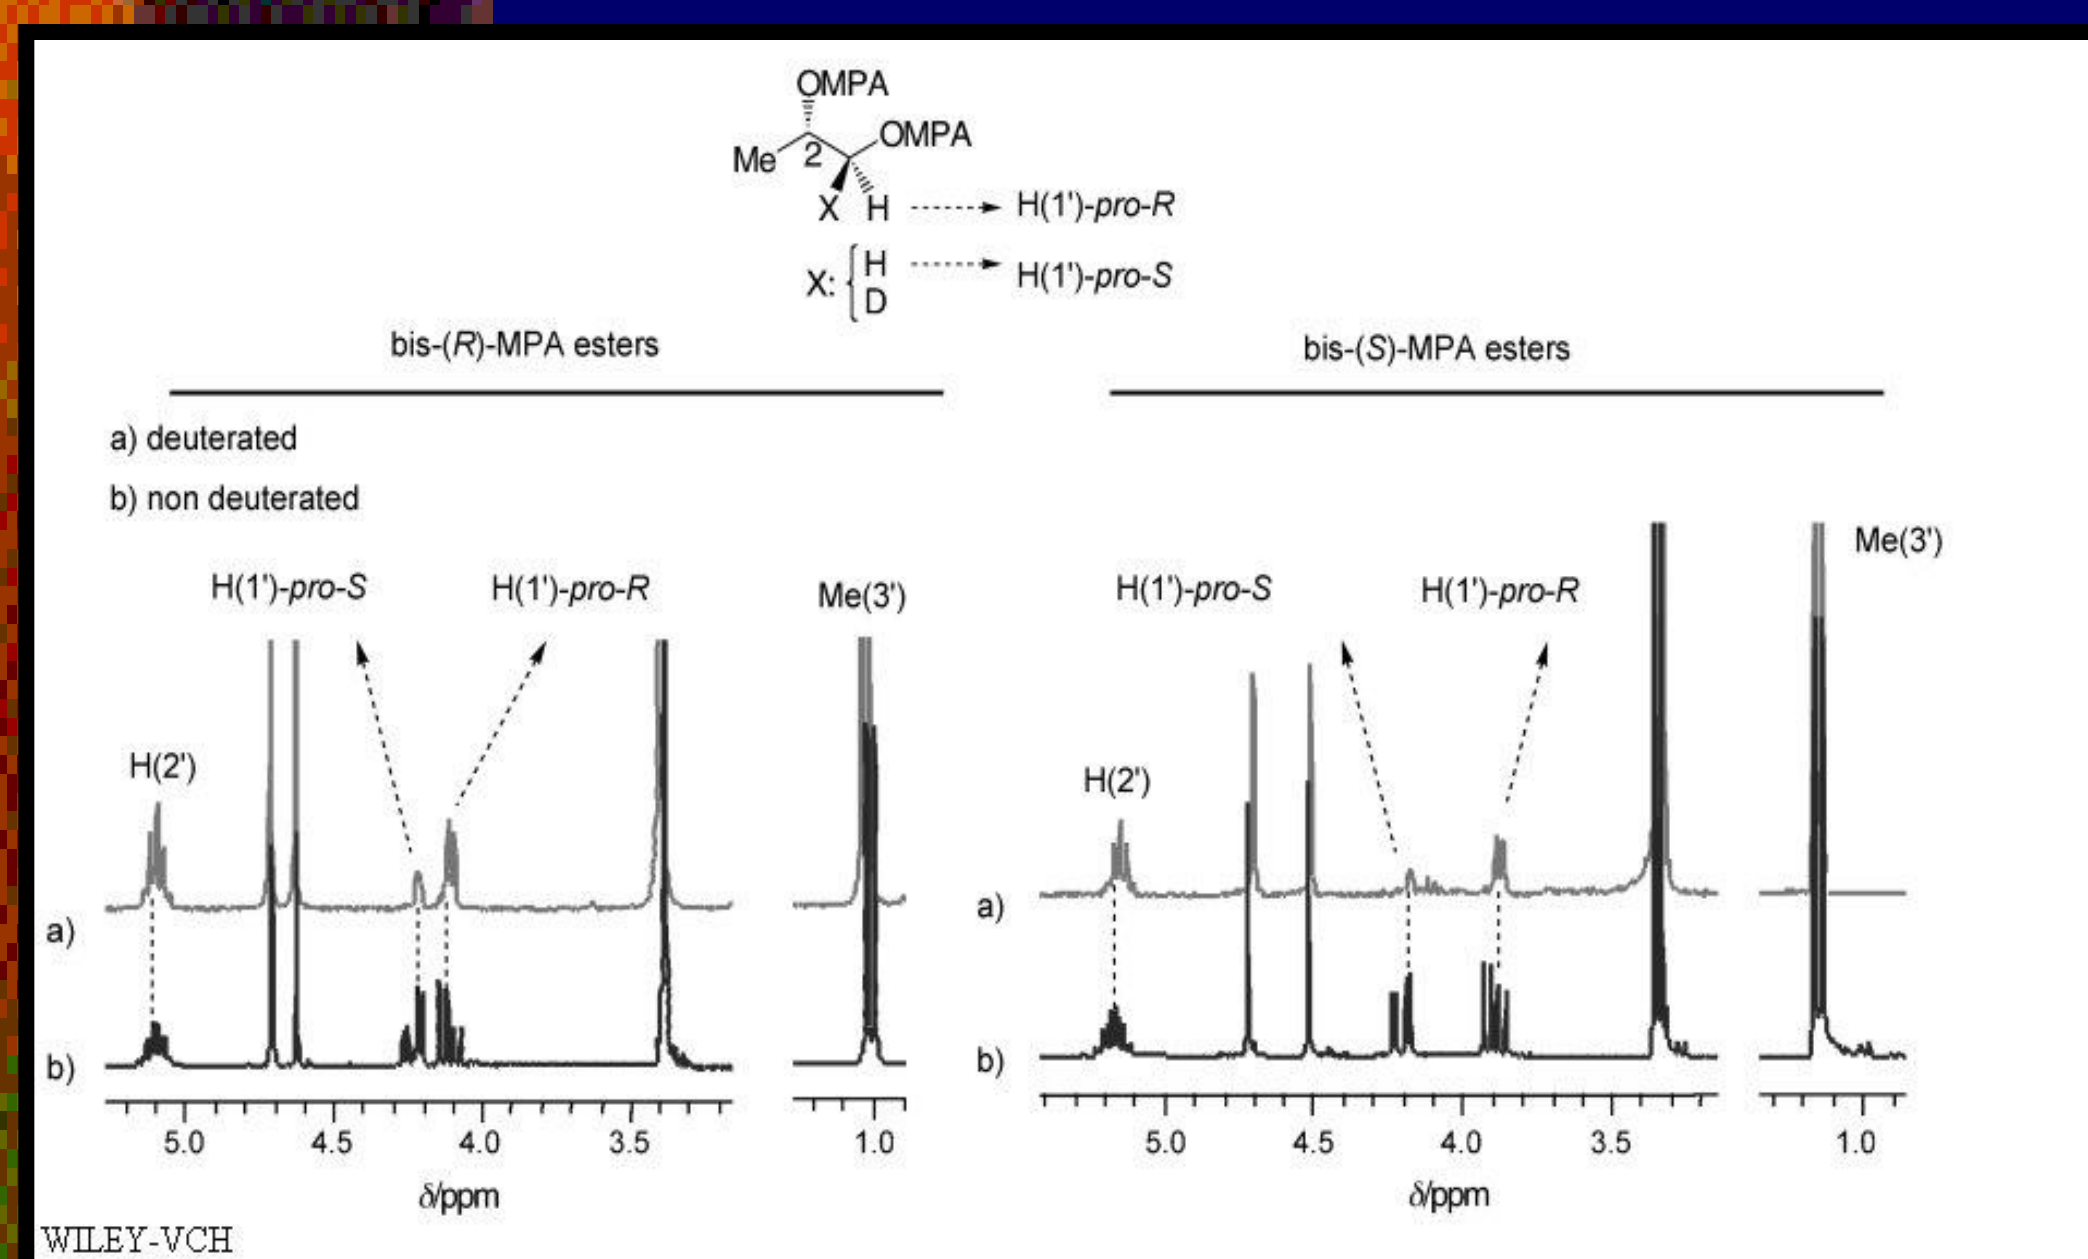 OMPA
OMPA
Me
2
X H H(1')-pro-R
X: H H(1')-pro-S
D
bis-(R)-MPA esters
a) deuterated
b) non deuterated
H(1')-pro-S H(1')-pro-R Me(3')
H(2')
a)
b)
5.0 4.5 4.0 3.5 1.0
δ/ppm
bis-(S)-MPA esters
Me(3')
H(1')-pro-S H(1')-pro-R
H(2')
a)
b)
5.0 4.5 4.0 3.5 1.0
δ/ppm
WILEY-VCH